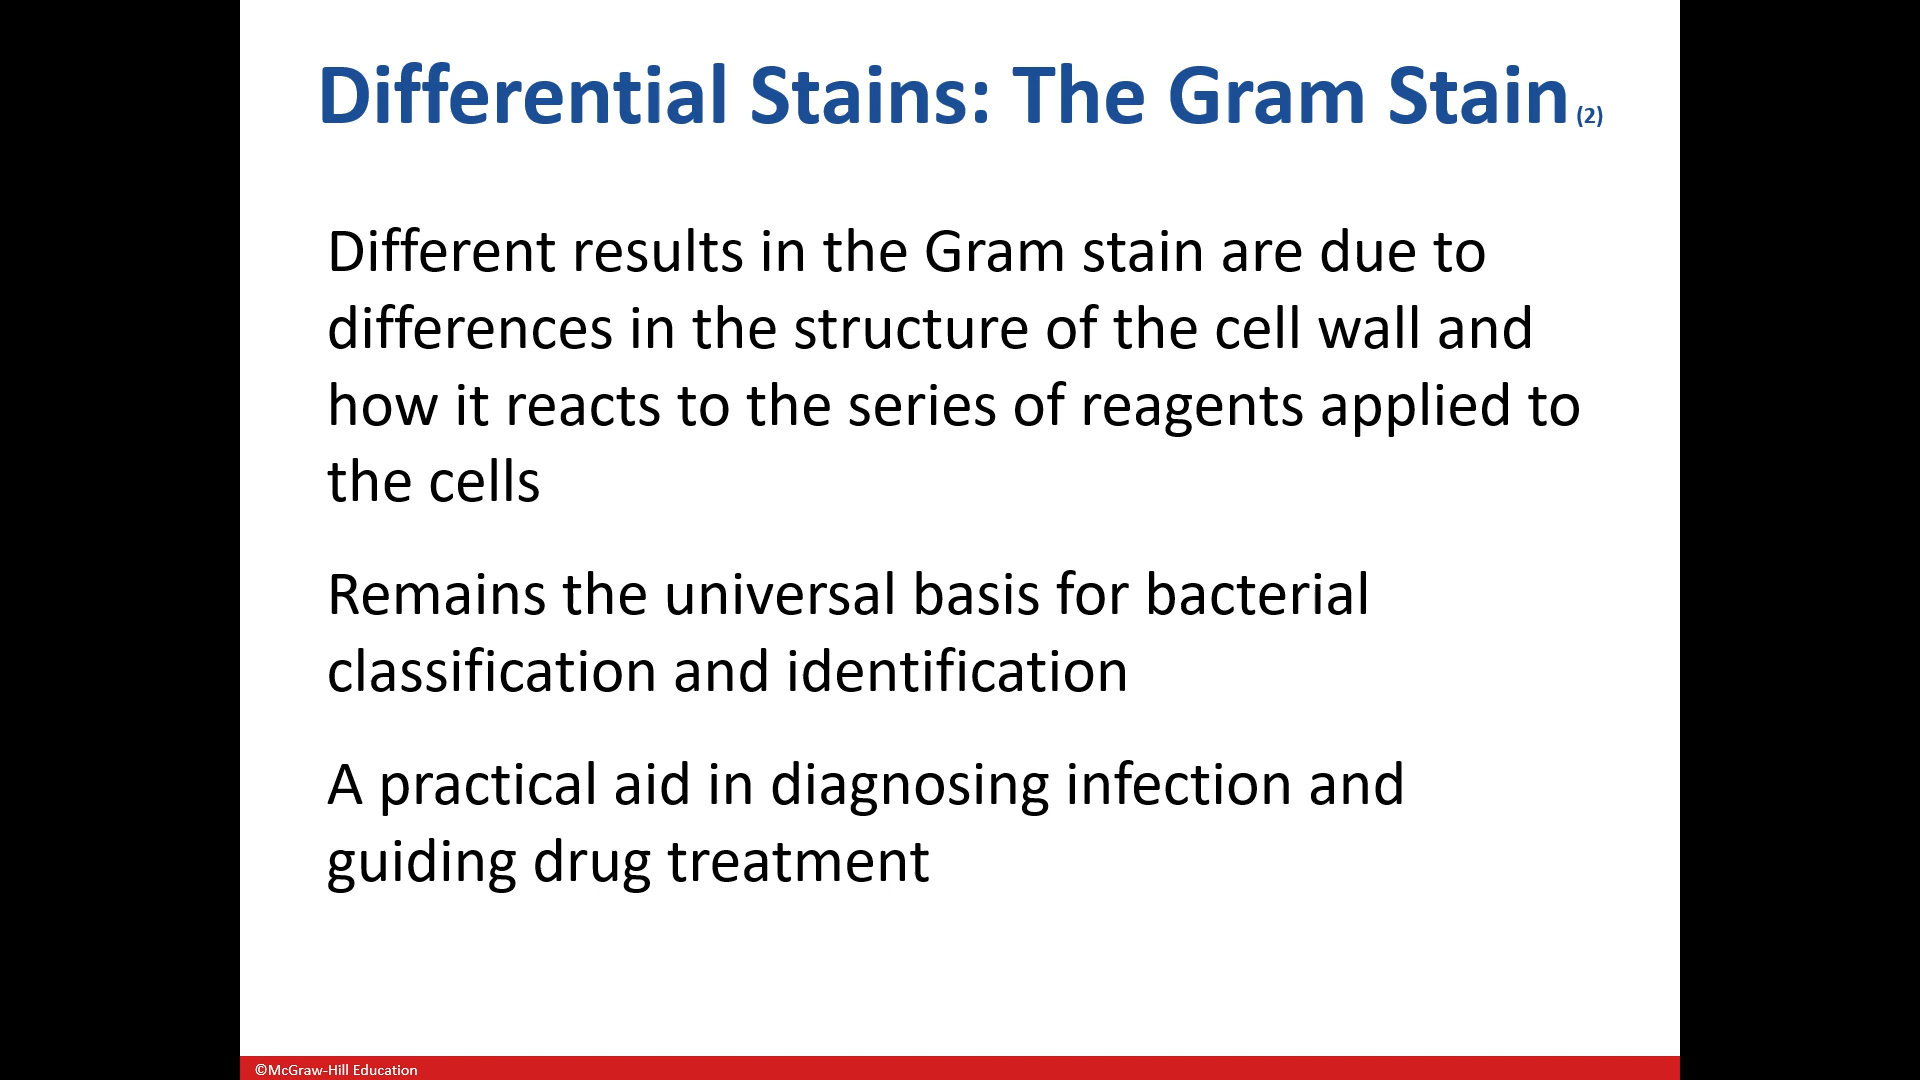 Differential Stains: The Gram Stain (2)
Different results in the Gram stain are due to
differences in the structure of the cell wall and
how it reacts to the series of reagents applied to
the cells
Remains the universal basis for bacterial
classification and identification
A practical aid in diagnosing infection and
guiding drug treatment
©McGraw-Hill Education